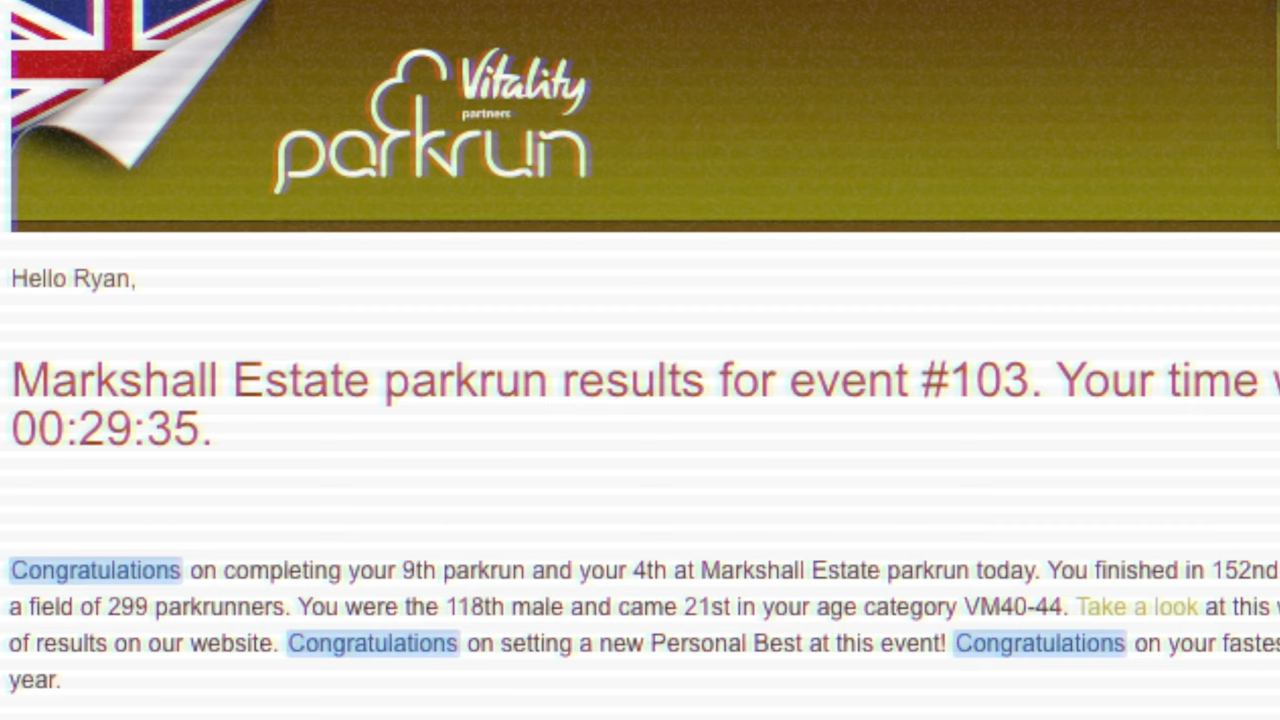 Vitality
partners
parkrun
Hello Ryan,
Markshall Estate parkrun results for event #103. Your time
00:29:35.
Congratulations on completing your 9th parkrun and your 4th at Markshall Estate parkrun today. You finished in 152nd
a field of 299 parkrunners. You were the 118th male and came 21st in your age category VM40-44. Take a look at this
of results on our website. Congratulations on setting a new Personal Best at this event! Congratulations on your fastes
year.